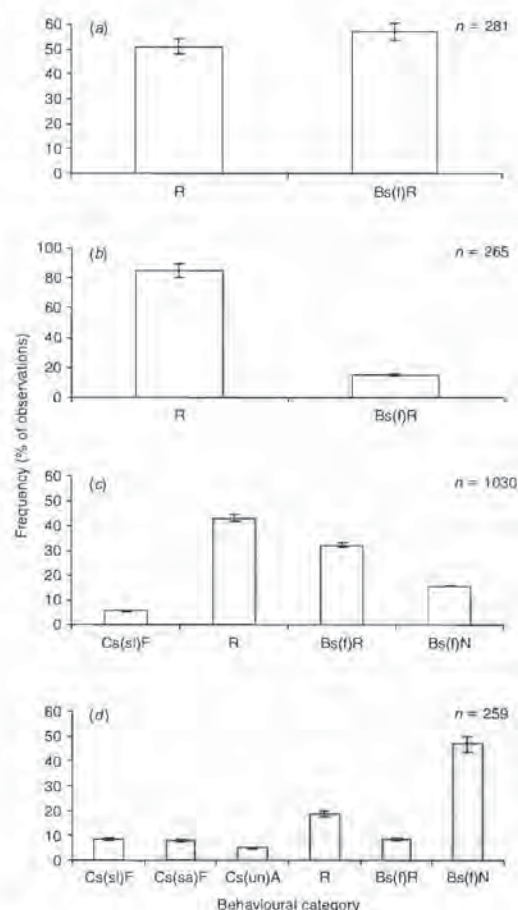 (a) n = 281
60
50
40
30
20
10
0
R Bs(f)R
(b) n = 265
100
80
60
40
20
0
R Bs(f)R
Frequency (% of observations)
(c) n = 1030
60
50
40
30
20
10
0
Cs(sl)F R Bs(f)R Bs(f)N
(d) n = 259
60
50
40
30
20
10
0
Cs(sl)F Cs(sa)F Cs(un)A R Bs(f)R Bs(f)N
Behavioural category